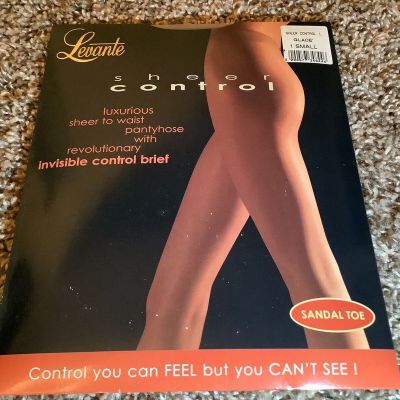 Levante
SHEER CONTROL
GLACE'
1 SMALL
sheer
control
luxurious
sheer to waist
pantyhose
with
revolutionary
invisible control brief
SANDAL TOE
Control you can FEEL but you CAN'T SEE !